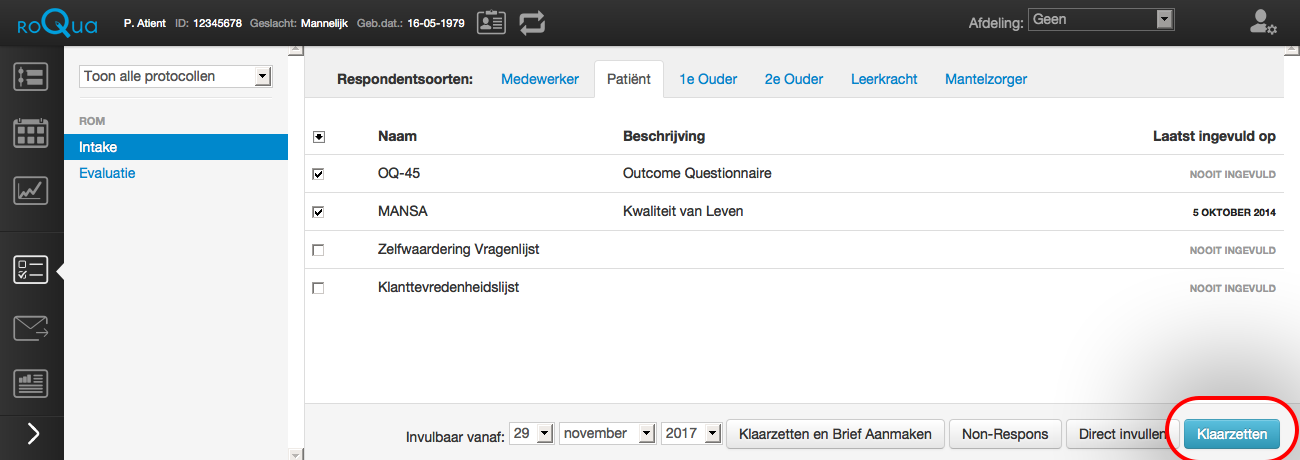 roQua P. Atient ID: 12345678 Geslacht: Mannelijk Geb.dat.: 16-05-1979 Afdeling: Geen
Toon alle protocollen
ROM
Intake
Evaluatie
Respondentsoorten: Medewerker Patiënt 1e Ouder 2e Ouder Leerkracht Mantelzorger
Naam Beschrijving Laatst ingevuld op
OQ-45 Outcome Questionnaire NOOIT INGEVULD
MANSA Kwaliteit van Leven 5 OKTOBER 2014
Zelfwaardering Vragenlijst NOOIT INGEVULD
Klanttevredenheidslijst NOOIT INGEVULD
Invulbaar vanaf: 29 november 2017 Klaarzetten en Brief Aanmaken Non-Respons Direct invullen Klaarzetten